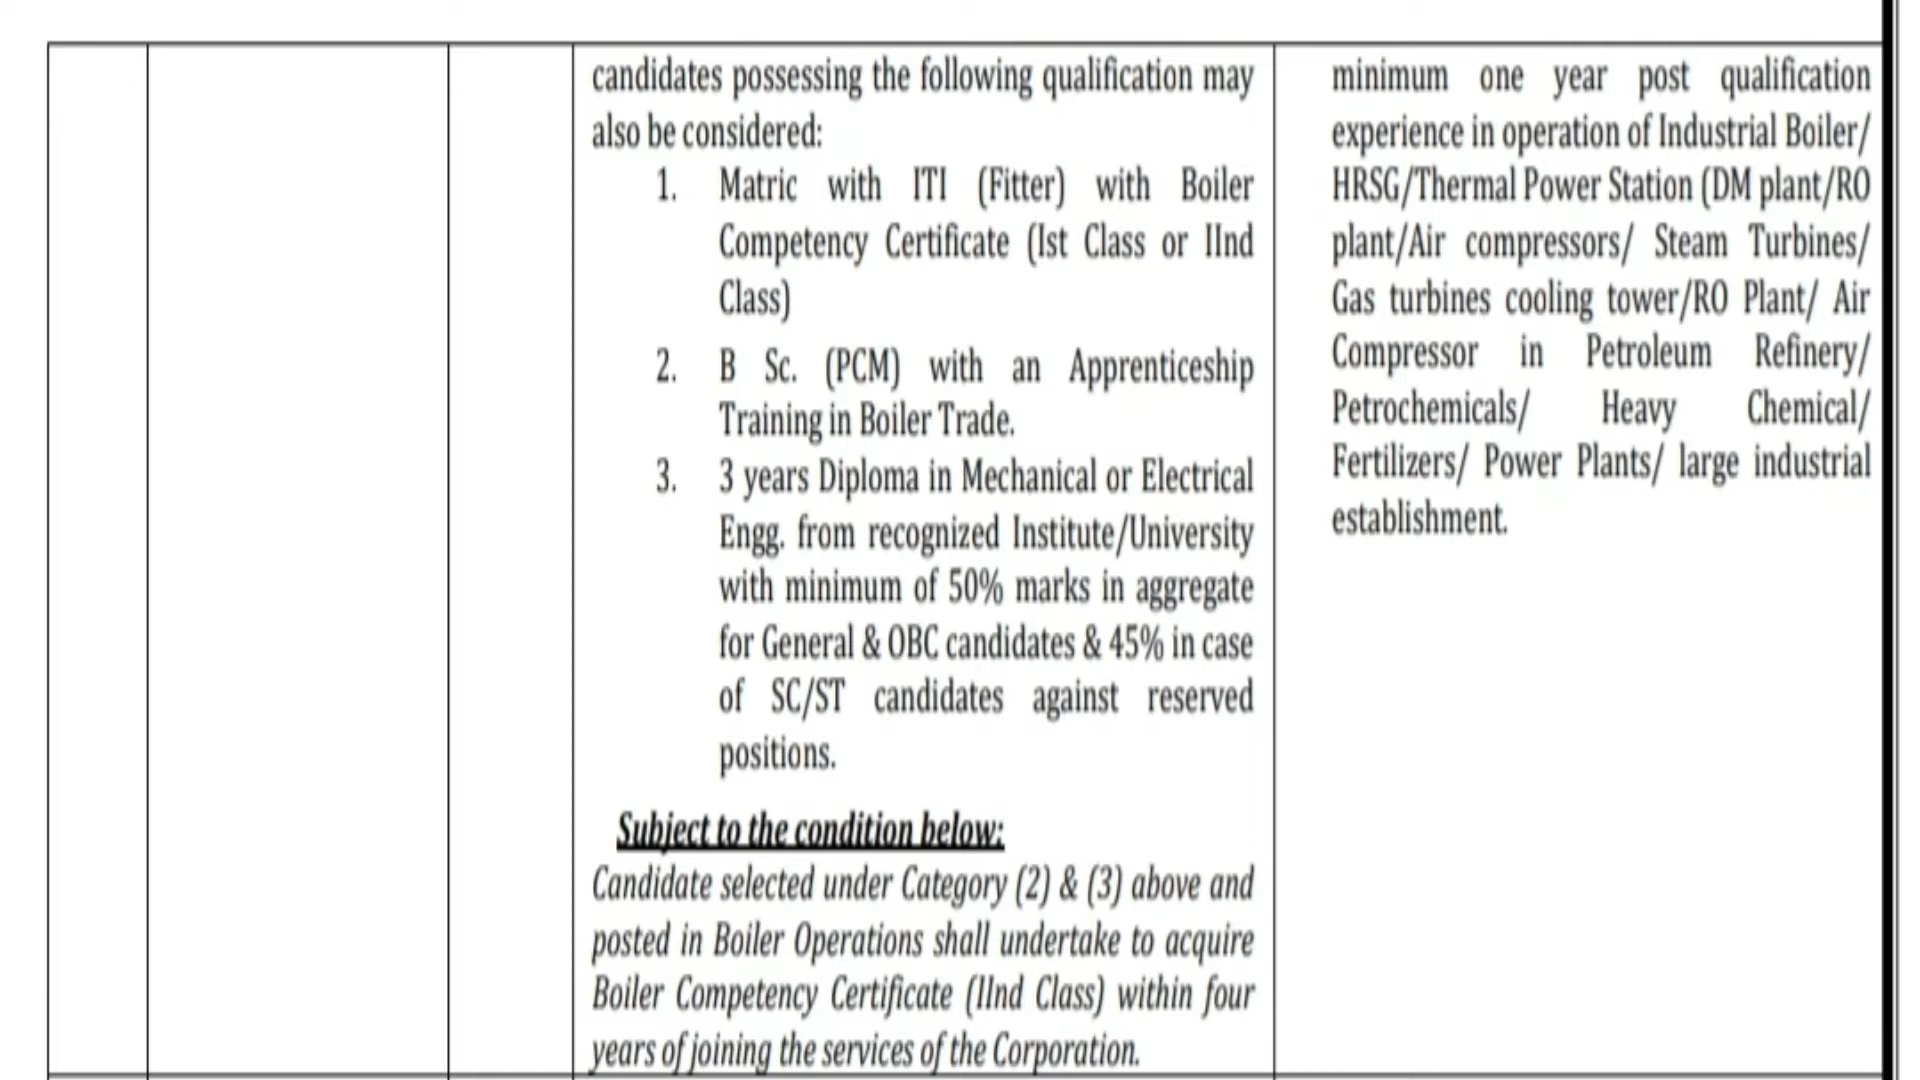 candidates possessing the following qualification may
also be considered:
1. Matric with ITI (Fitter) with Boiler
Competency Certificate (Ist Class or IInd
Class)
2. B Sc. (PCM) with an Apprenticeship
Training in Boiler Trade.
3. 3 years Diploma in Mechanical or Electrical
Engg. from recognized Institute/University
with minimum of 50% marks in aggregate
for General & OBC candidates & 45% in case
of SC/ST candidates against reserved
positions.
Subject to the condition below:
Candidate selected under Category (2) & (3) above and
posted in Boiler Operations shall undertake to acquire
Boiler Competency Certificate (IInd Class) within four
years of joining the services of the Corporation.
minimum one year post qualification
experience in operation of Industrial Boiler/
HRSG/Thermal Power Station (DM plant/RO
plant/Air compressors/ Steam Turbines/
Gas turbines cooling tower/RO Plant/ Air
Compressor in Petroleum Refinery/
Petrochemicals/ Heavy Chemical/
Fertilizers/ Power Plants/ large industrial
establishment.